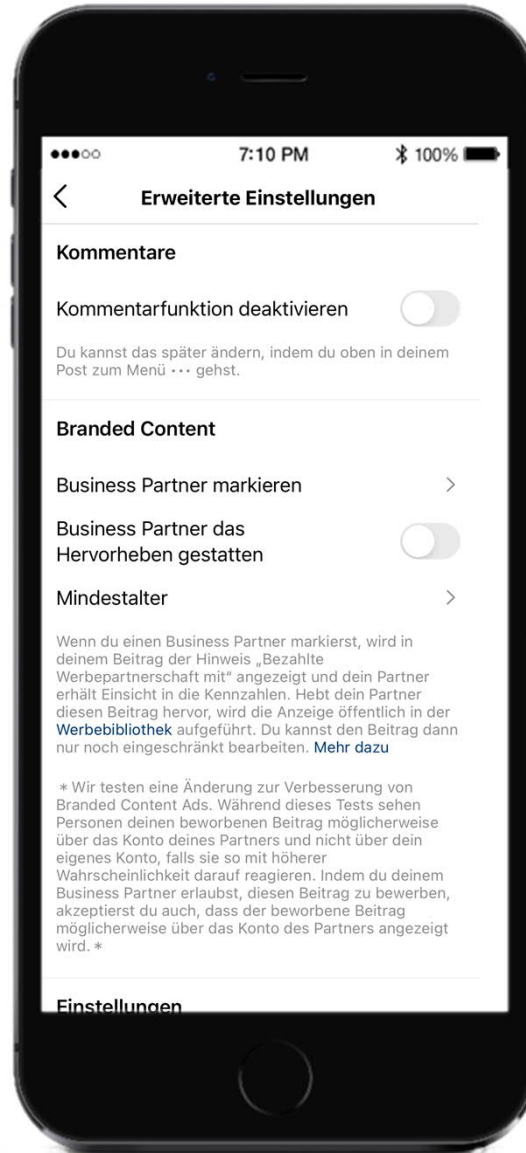 7:10 PM
100%
Erweiterte Einstellungen
Kommentare
Kommentarfunktion deaktivieren
Du kannst das später ändern, indem du oben in deinem
Post zum Menü ··· gehst.
Branded Content
Business Partner markieren
Business Partner das
Hervorheben gestatten
Mindestalter
Wenn du einen Business Partner markierst, wird in
deinem Beitrag der Hinweis „Bezahlte
Werbepartnerschaft mit" angezeigt und dein Partner
erhält Einsicht in die Kennzahlen. Hebt dein Partner
diesen Beitrag hervor, wird die Anzeige öffentlich in der
Werbebibliothek aufgeführt. Du kannst den Beitrag dann
nur noch eingeschränkt bearbeiten. Mehr dazu
* Wir testen eine Änderung zur Verbesserung von
Branded Content Ads. Während dieses Tests sehen
Personen deinen beworbenen Beitrag möglicherweise
über das Konto deines Partners und nicht über dein
eigenes Konto, falls sie so mit höherer
Wahrscheinlichkeit darauf reagieren. Indem du deinem
Business Partner erlaubst, diesen Beitrag zu bewerben,
akzeptierst du auch, dass der beworbene Beitrag
möglicherweise über das Konto des Partners angezeigt
wird. *
Einstellungen